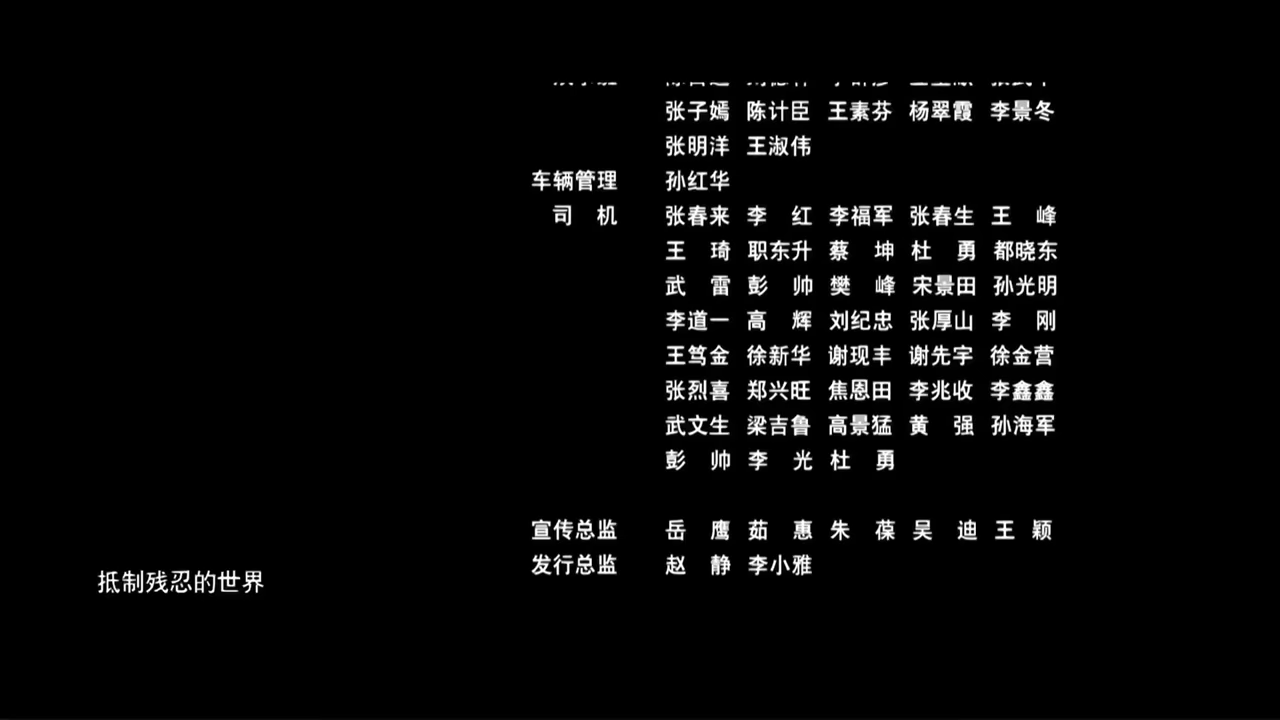 张子嫣 陈计臣 王素芬 杨翠霞 李景冬
张明洋 王淑伟
车辆管理 孙红华
司 机 张春来 李 红 李福军 张春生 王 峰
王 琦 职东升 蔡 坤 杜 勇 都晓东
武 雷 彭 帅 樊 峰 宋景田 孙光明
李道一 高 辉 刘纪忠 张厚山 李 刚
王笃金 徐新华 谢现丰 谢先宇 徐金营
张烈喜 郑兴旺 焦恩田 李兆收 李鑫鑫
武文生 梁吉鲁 高景猛 黄 强 孙海军
彭 帅 李 光 杜 勇
宣传总监 岳 鹰 茹 惠 朱 葆 吴 迪 王 颖
发行总监 赵 静 李小雅
抵制残忍的世界